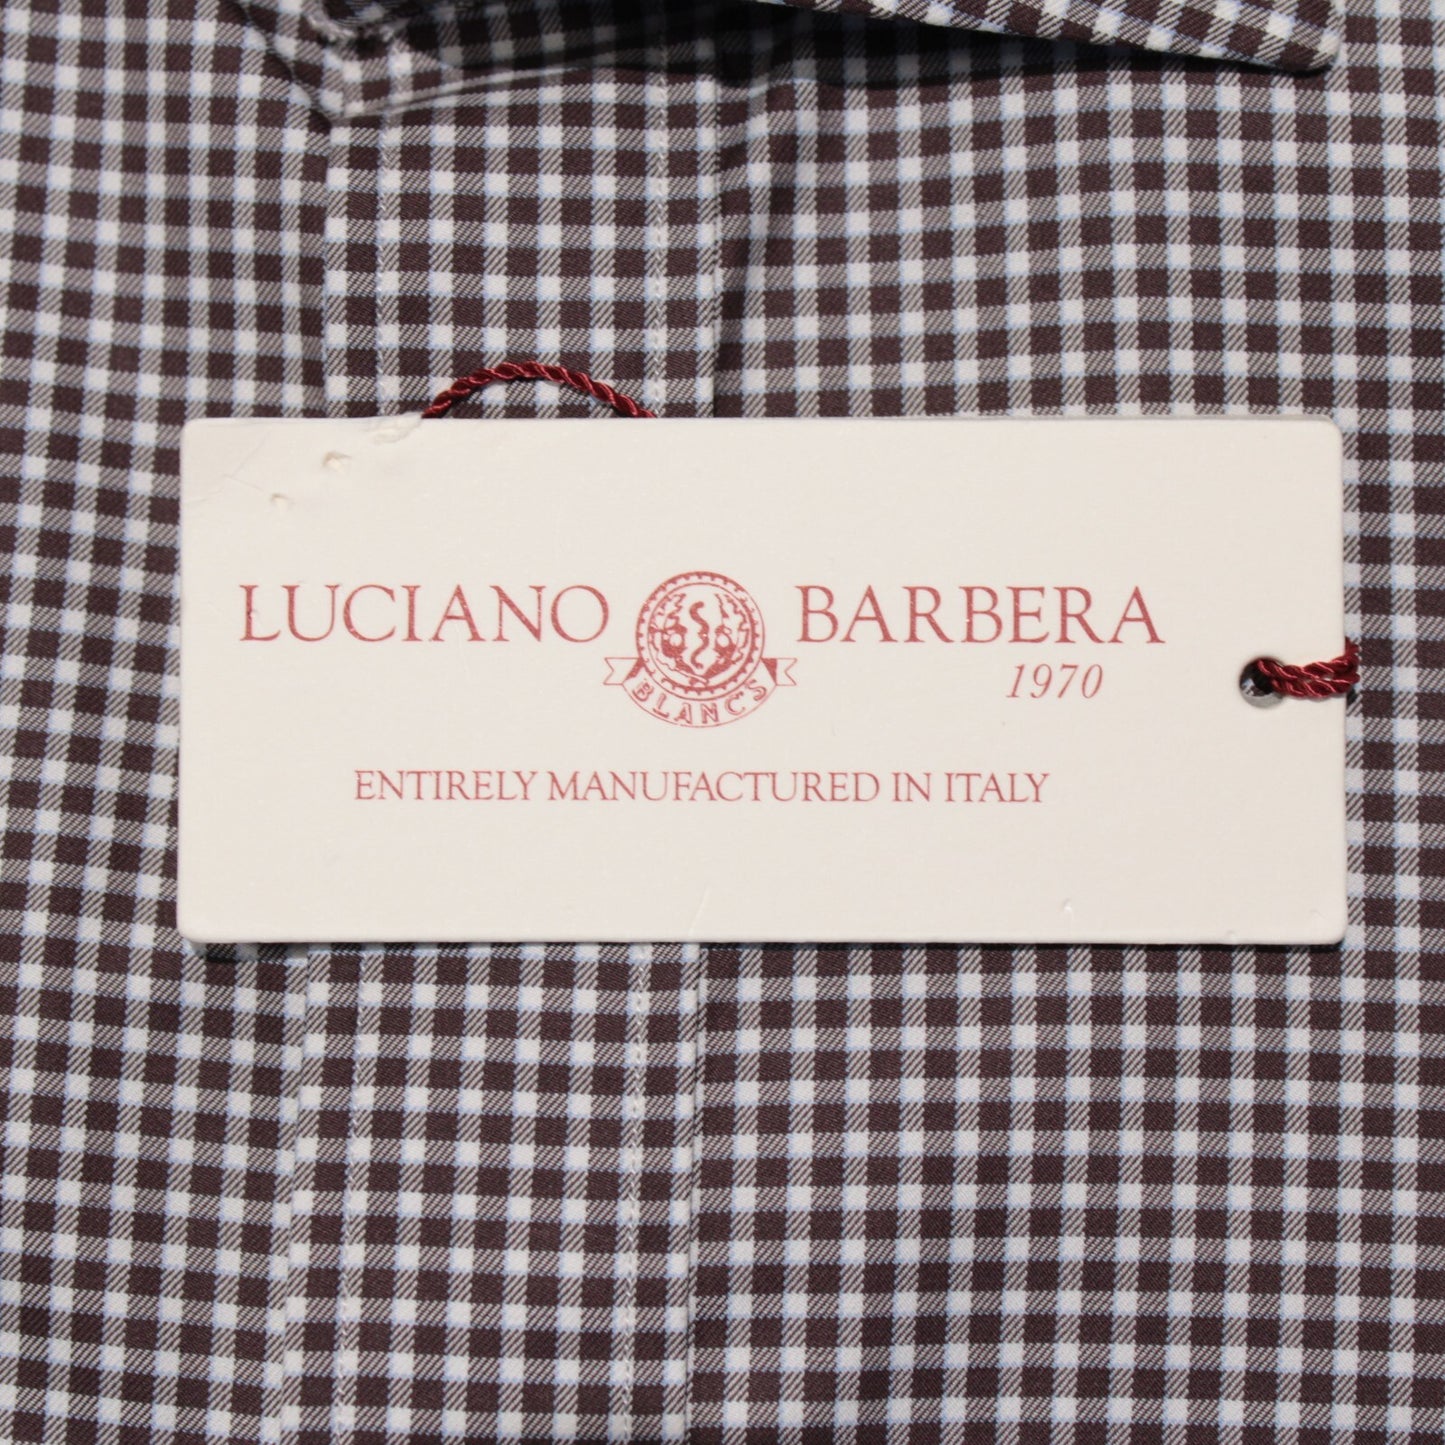 LUCIANO BARBERA
1970
BLANCS
ENTIRELY MANUFACTURED IN ITALY